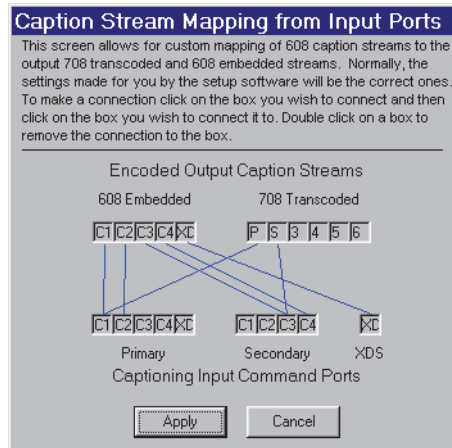 Caption Stream Mapping from Input Ports
This screen allows for custom mapping of 608 caption streams to the
output 708 transcoded and 608 embedded streams. Normally, the
settings made for you by the setup software will be the correct ones.
To make a connection click on the box you wish to connect and then
click on the box you wish to connect it to. Double click on a box to
remove the connection to the box.
Encoded Output Caption Streams
608 Embedded 708 Transcoded
C1 C2 C3 C4 XD P S 3 4 5 6
C1 C2 C3 C4 XD C1 C2 C3 C4 XD
Primary Secondary XDS
Captioning Input Command Ports
Apply Cancel